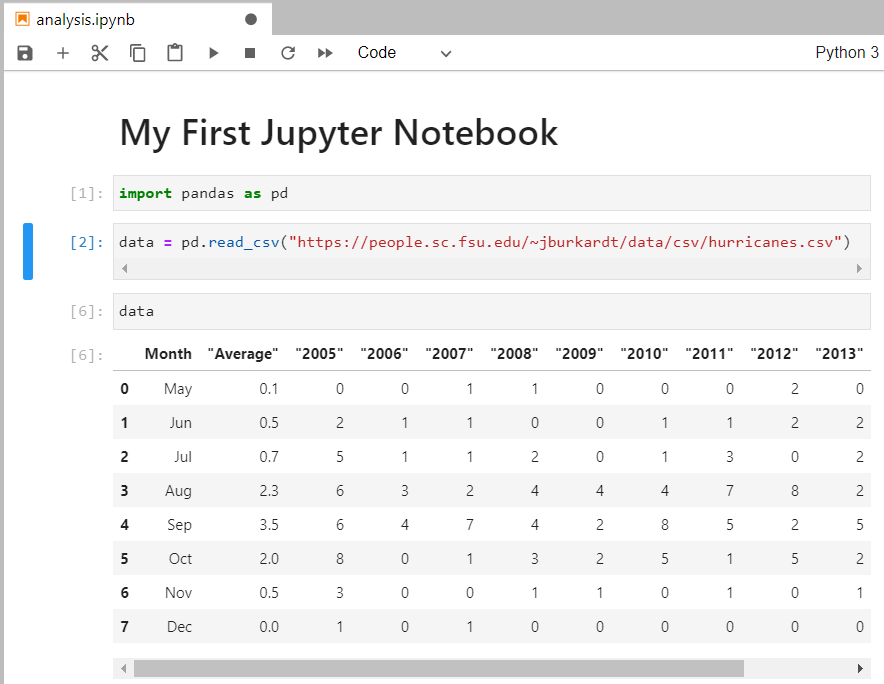 analysis.ipynb
Code Python 3
My First Jupyter Notebook
[1]: import pandas as pd
[2]: data = pd.read_csv("https://people.sc.fsu.edu/~jburkardt/data/csv/hurricanes.csv")
[6]: data
[6]: Month "Average" "2005" "2006" "2007" "2008" "2009" "2010" "2011" "2012" "2013"
0 May 0.1 0 0 1 1 0 0 0 2 0
1 Jun 0.5 2 1 1 0 0 1 1 2 2
2 Jul 0.7 5 1 1 2 0 1 3 0 2
3 Aug 2.3 6 3 2 4 4 4 7 8 2
4 Sep 3.5 6 4 7 4 2 8 5 2 5
5 Oct 2.0 8 0 1 3 2 5 1 5 2
6 Nov 0.5 3 0 0 1 1 0 1 0 1
7 Dec 0.0 1 0 1 0 0 0 0 0 0